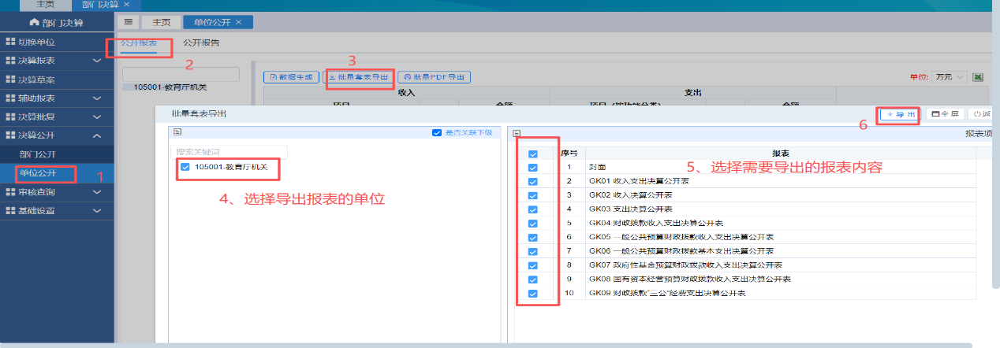 主页 部门决算 ×
部门决算 主页 单位公开 ×
切换单位
公开报表 公开报告
决算报表 2 3
决算草案 数据生成 批量套表导出 批量PDF导出 单位: 万元
105001-教育厅机关
辅助报表 收入 支出
项目 金额 项目（按功能分类） 金额
决算批复 批量套表导出 6 导出 全屏 返
决算公开 是否关联下级 报表项
部门公开 搜索关键词 序号 报表
单位公开 1 105001-教育厅机关 1 封面 5、选择需要导出的报表内容
2 GK01 收入支出决算公开表
审核查询 3 GK02 收入决算公开表
4、选择导出报表的单位
基础设置 4 GK03 支出决算公开表
5 GK04 财政拨款收入支出决算公开表
6 GK05 一般公共预算财政拨款收入支出决算公开表
7 GK06 一般公共预算财政拨款基本支出决算公开表
8 GK07 政府性基金预算财政拨款收入支出决算公开表
9 GK08 国有资本经营预算财政拨款收入支出决算公开表
10 GK09 财政拨款“三公”经费支出决算公开表